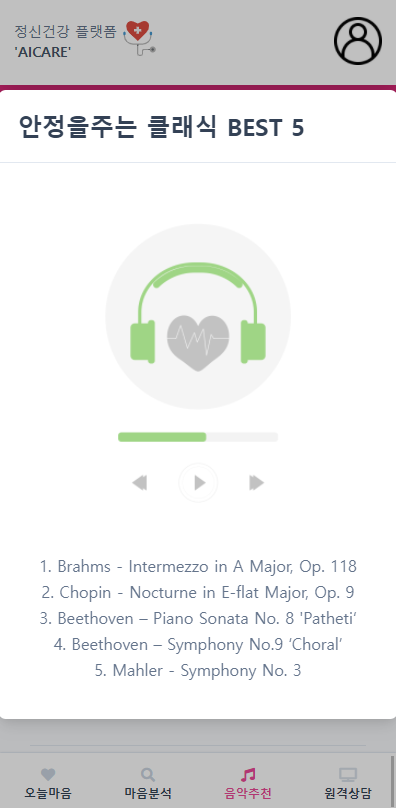 정신건강 플랫폼
'AICARE'
안정을주는 클래식 BEST 5
1. Brahms - Intermezzo in A Major, Op. 118
2. Chopin - Nocturne in E-flat Major, Op. 9
3. Beethoven – Piano Sonata No. 8 'Patheti‘
4. Beethoven – Symphony No.9 ‘Choral’
5. Mahler - Symphony No. 3
오늘마음 마음분석 음악추천 원격상담